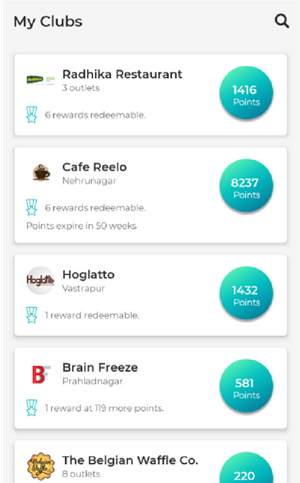 My Clubs
Radhika Restaurant
3 outlets
1416
Points
6 rewards redeemable.
Cafe Reelo
Nehrunagar
8237
Points
6 rewards redeemable.
Points expire in 50 weeks
Hoglatto
Hoglatto
Vastrapur
1432
Points
1 reward redeemable.
BF
Brain Freeze
Prahladnagar
581
Points
1 reward at 119 more points.
The Belgian Waffle Co.
8 outlets
220